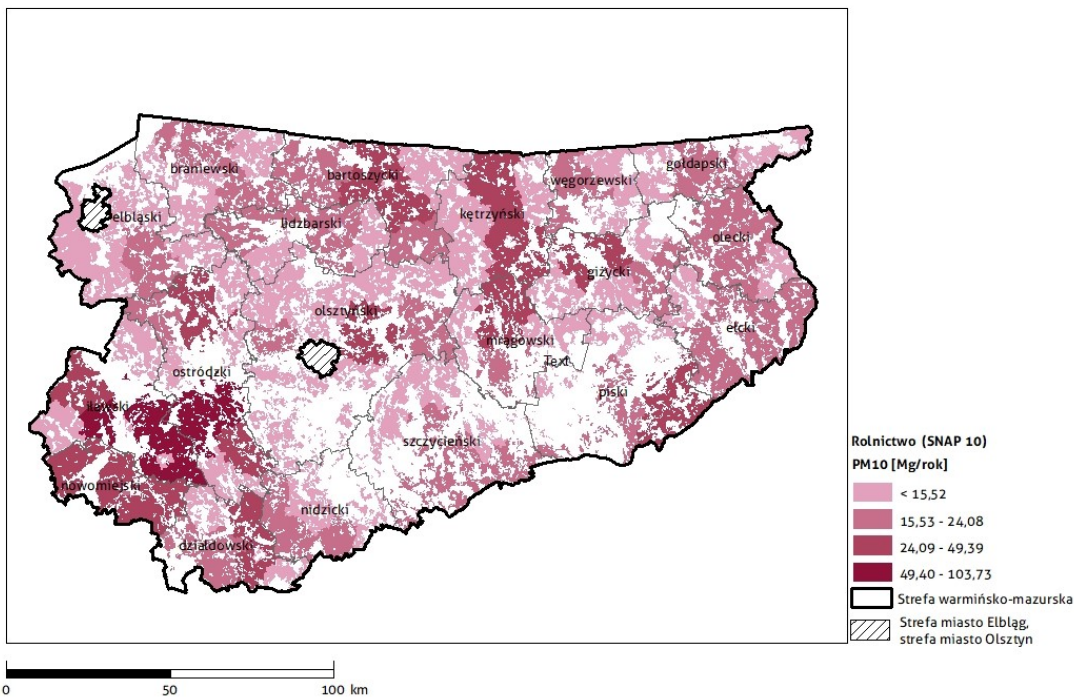 braniewski
bartoszycki
węgorzewski
gołdapski
elbląski
lidzbarski
kętrzyński
olecki
giżycki
olsztyński
mrągowski
ełcki
Text
ostródzki
piski
iławski
szczycieński
nowomiejski
nidzicki
działdowski
Rolnictwo (SNAP 10)
PM10 [Mg/rok]
< 15,52
15,53 - 24,08
24,09 - 49,39
49,40 - 103,73
Strefa warmińsko-mazurska
Strefa miasto Elbląg,
strefa miasto Olsztyn
0 50 100 km